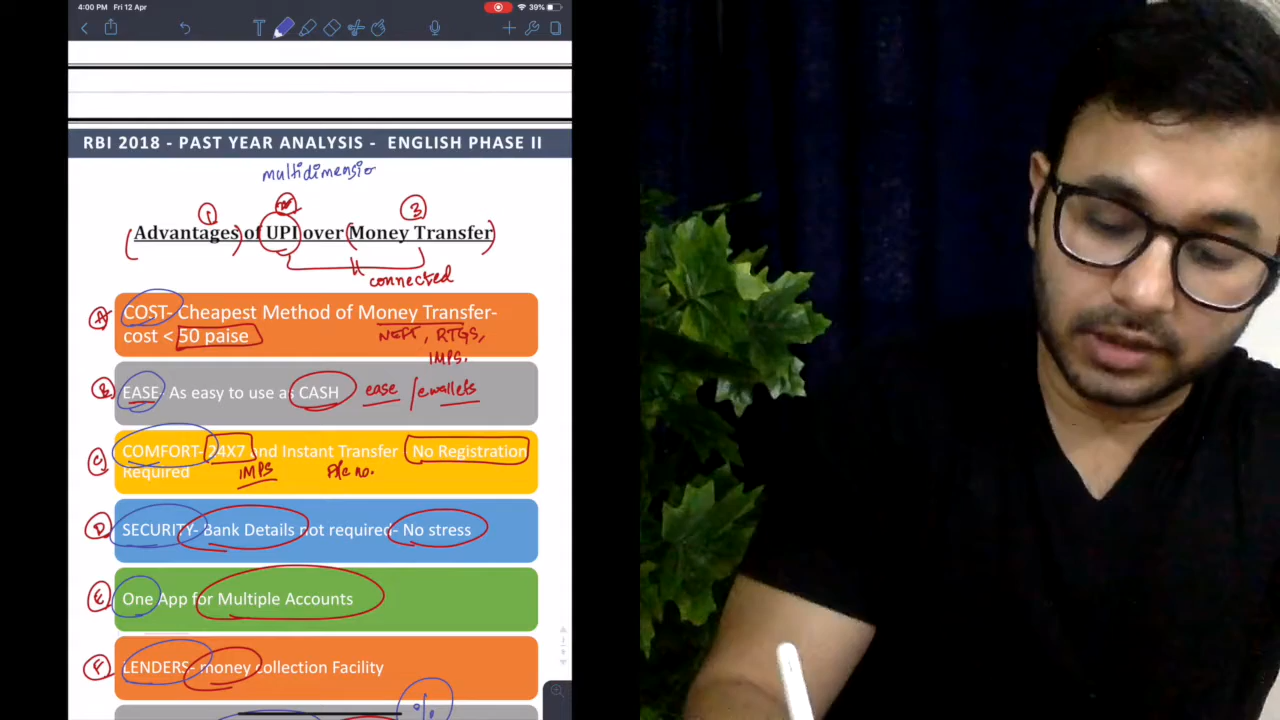 4:00 PM Fri 12 Apr
39%
T
RBI 2018 - PAST YEAR ANALYSIS - ENGLISH PHASE II
multidimension
1 3
Advantages of UPI over Money Transfer
connected
A COST- Cheapest Method of Money Transfer-
cost < 50 paise NEFT, RTGS,
IMPS.
B EASE- As easy to use as CASH ease / ewallets
C COMFORT- 24X7 and Instant Transfer No Registration
Required IMPS A/c no.
D SECURITY- Bank Details not required- No stress
E One App for Multiple Accounts
F LENDERS- money collection Facility
%